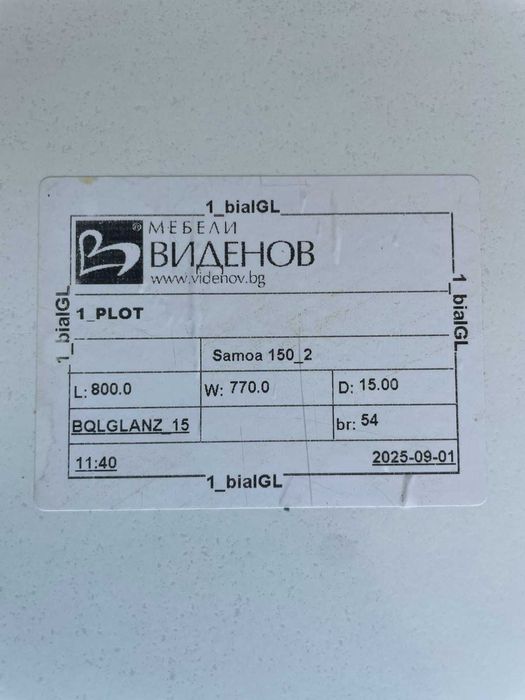 1_bialGL
® МЕБЕЛИ
ВИДЕНОВ
www.videnov.bg
1_bialGL
1_bialGL
1_PLOT
Samoa 150_2
L: 800.0 W: 770.0 D: 15.00
BQLGLANZ_15 br: 54
11:40 2025-09-01
1_bialGL